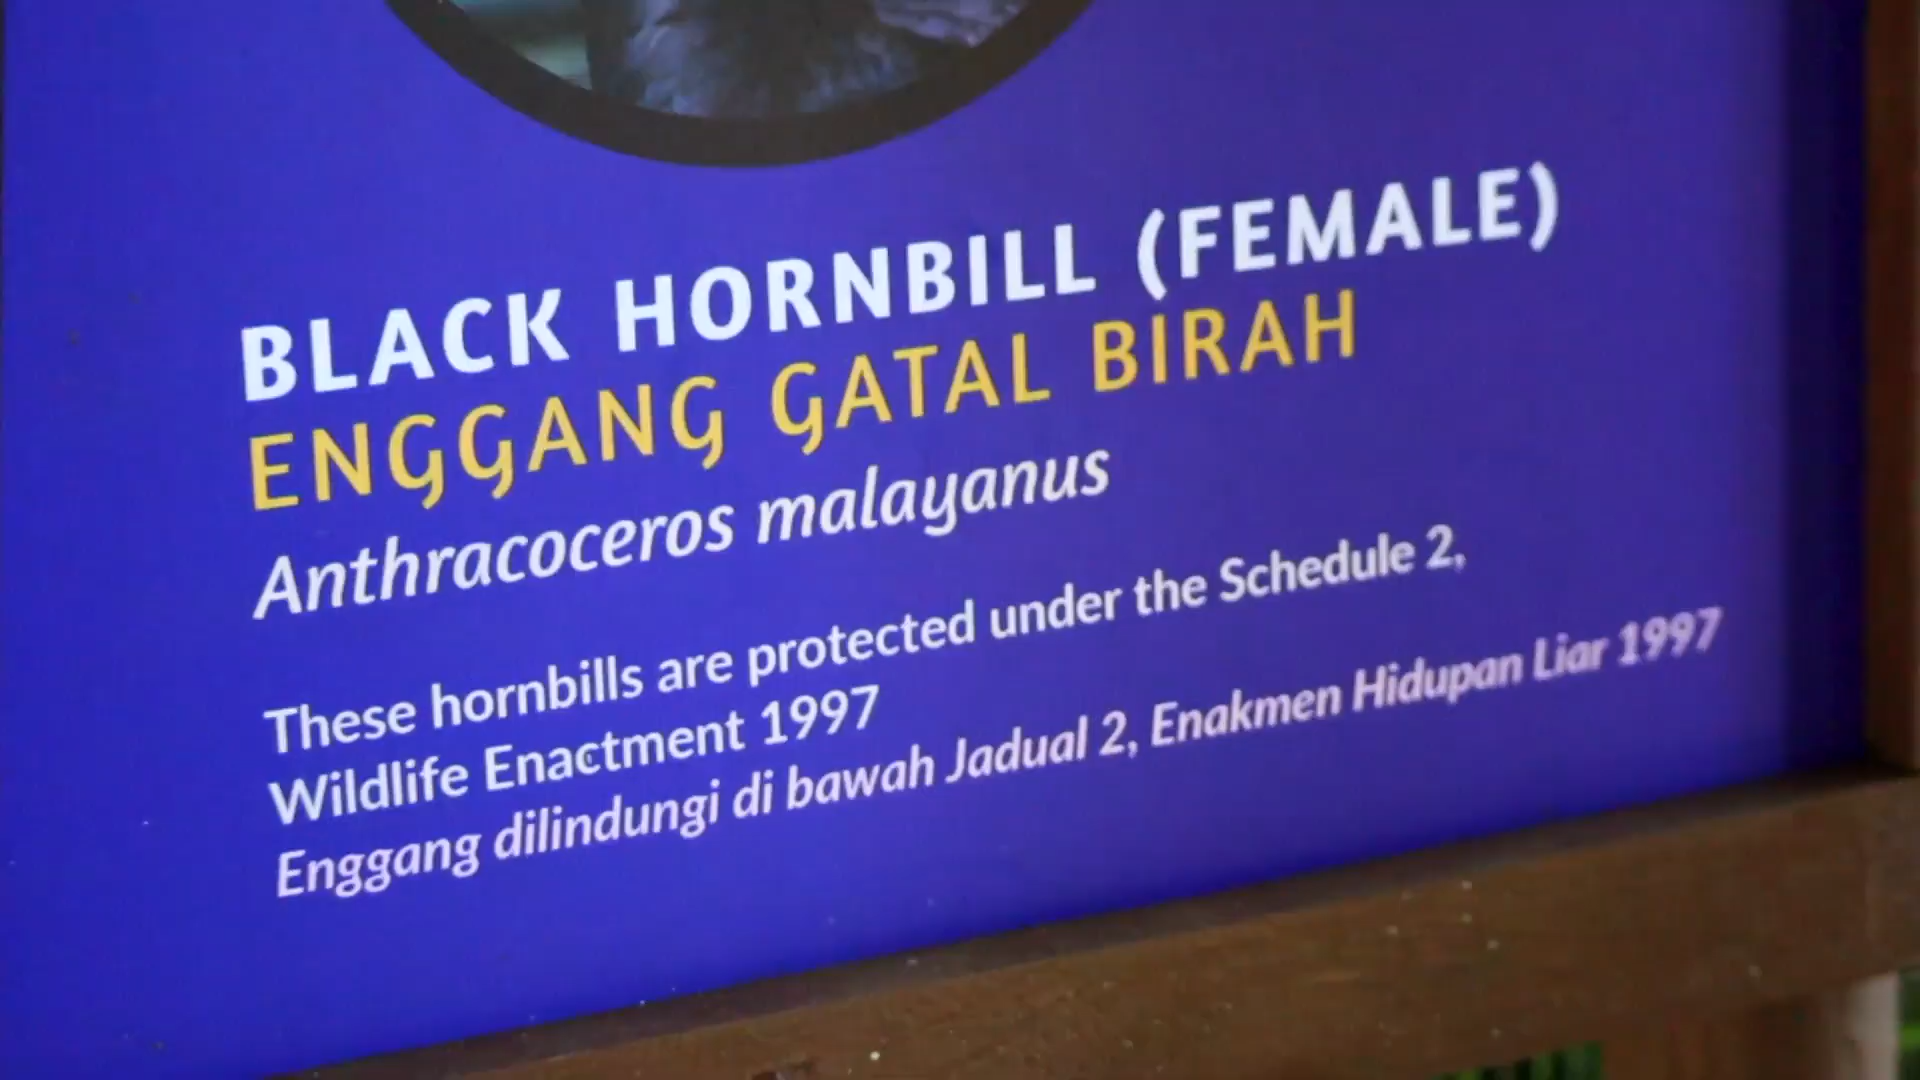 BLACK HORNBILL (FEMALE)
ENGGANG GATAL BIRAH
Anthracoceros malayanus
These hornbills are protected under the Schedule 2,
Wildlife Enactment 1997
Enggang dilindungi di bawah Jadual 2, Enakmen Hidupan Liar 1997